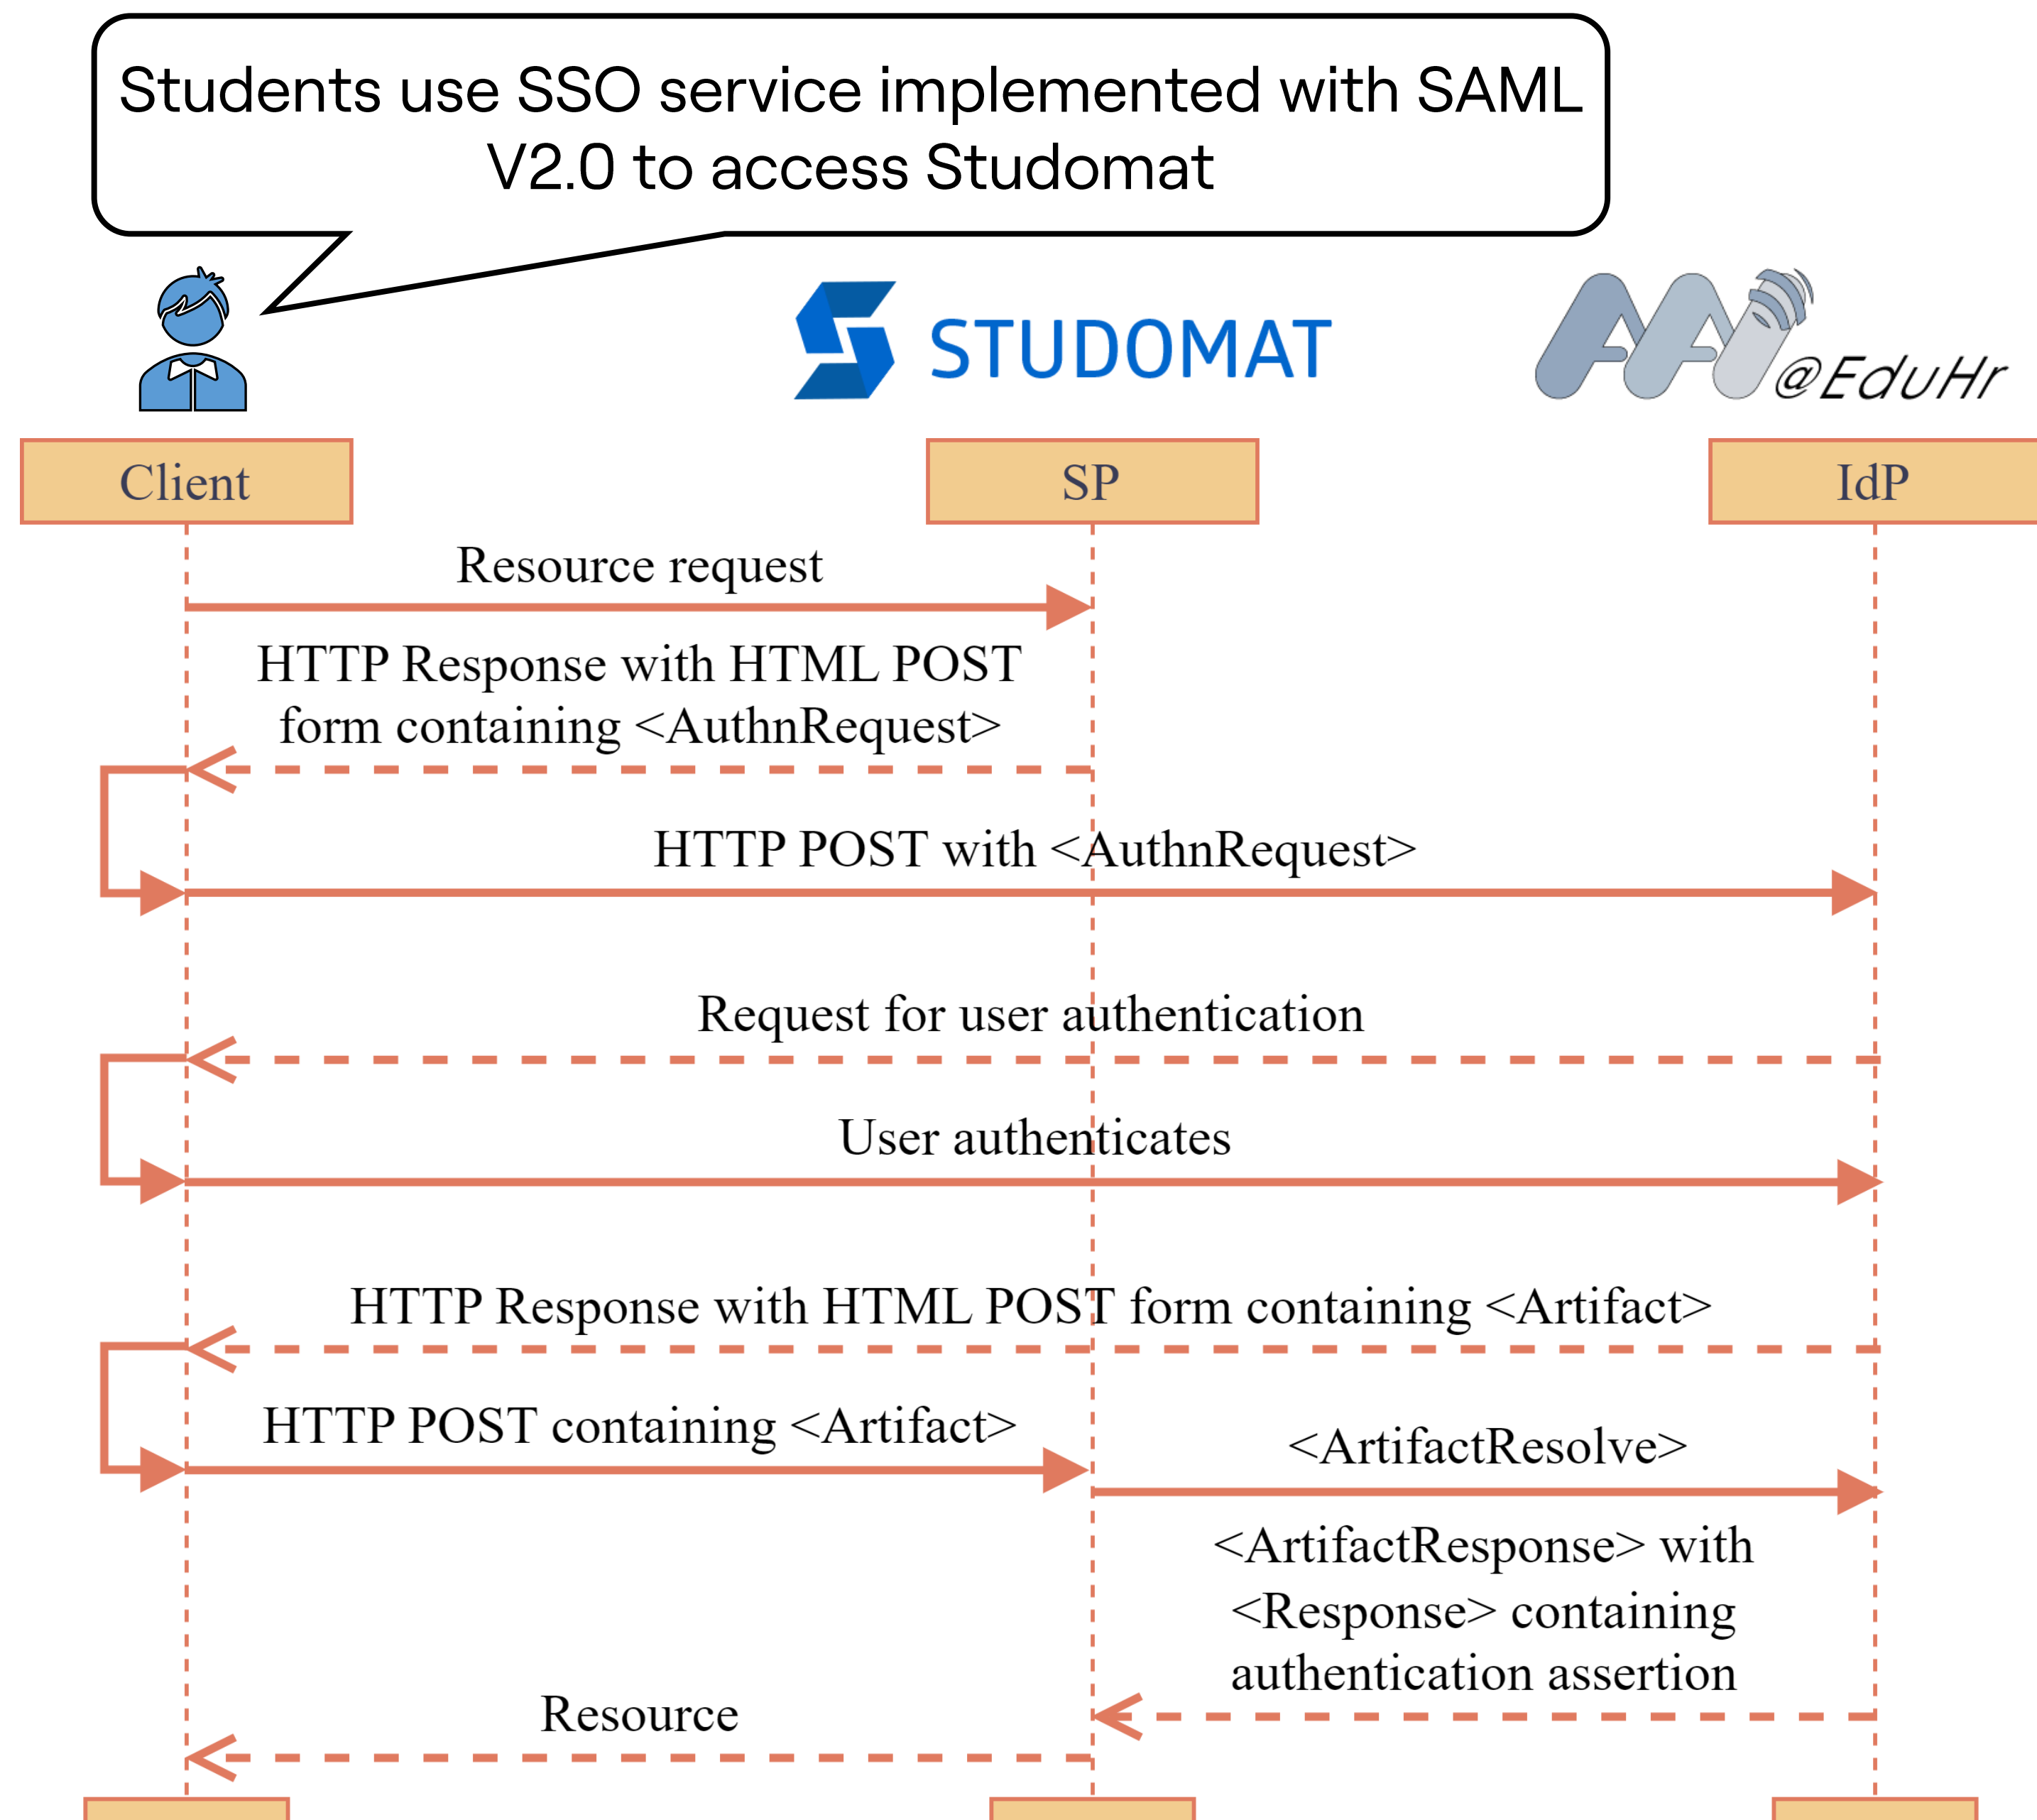 Students use SSO service implemented with SAML
V2.0 to access Studomat
STUDOMAT
AAI@EduHr
Client
SP
IdP
Resource request
HTTP Response with HTML POST
form containing <AuthnRequest>
HTTP POST with <AuthnRequest>
Request for user authentication
User authenticates
HTTP Response with HTML POST form containing <Artifact>
HTTP POST containing <Artifact>
<ArtifactResolve>
<ArtifactResponse> with
<Response> containing
authentication assertion
Resource